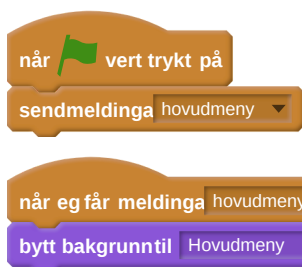 når vert trykt på
sendmeldinga hovudmeny
når eg får meldinga hovudmeny
bytt bakgrunntil Hovudmeny